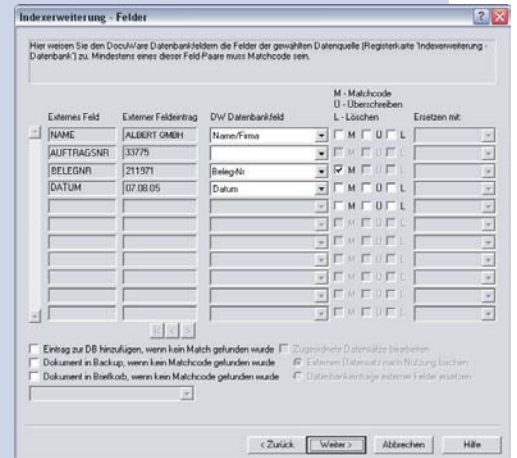 Indexerweiterung - Felder
Hier weisen Sie den DocuWare Datenbankfeldern die Felder der gewählten Datenquelle (Registerkarte 'Indexerweiterung -
Datenbank') zu. Mindestens eines dieser Feld-Paare muss Matchcode sein.
M - Matchcode
Ü - Überschreiben
Externes Feld Externer Feldeintrag DW Datenbankfeld L - Löschen Ersetzen mit:
NAME ALBERT GMBH Name/Firma M Ü L
AUFTRAGSNR 33775 M Ü L
BELEGNR 211971 Beleg-Nr M Ü L
DATUM 07.08.05 Datum M Ü L
M Ü L
M Ü L
M Ü L
M Ü L
M Ü L
M Ü L
M Ü L
Eintrag zur DB hinzufügen, wenn kein Match gefunden wurde Zugeordnete Datensätze bearbeiten
Dokument in Backup, wenn kein Matchcode gefunden wurde Externen Datensatz nach Nutzung löschen
Dokument in Briefkorb, wenn kein Matchcode gefunden wurde Datenbankeinträge externer Felder ersetzen
< Zurück Weiter > Abbrechen Hilfe